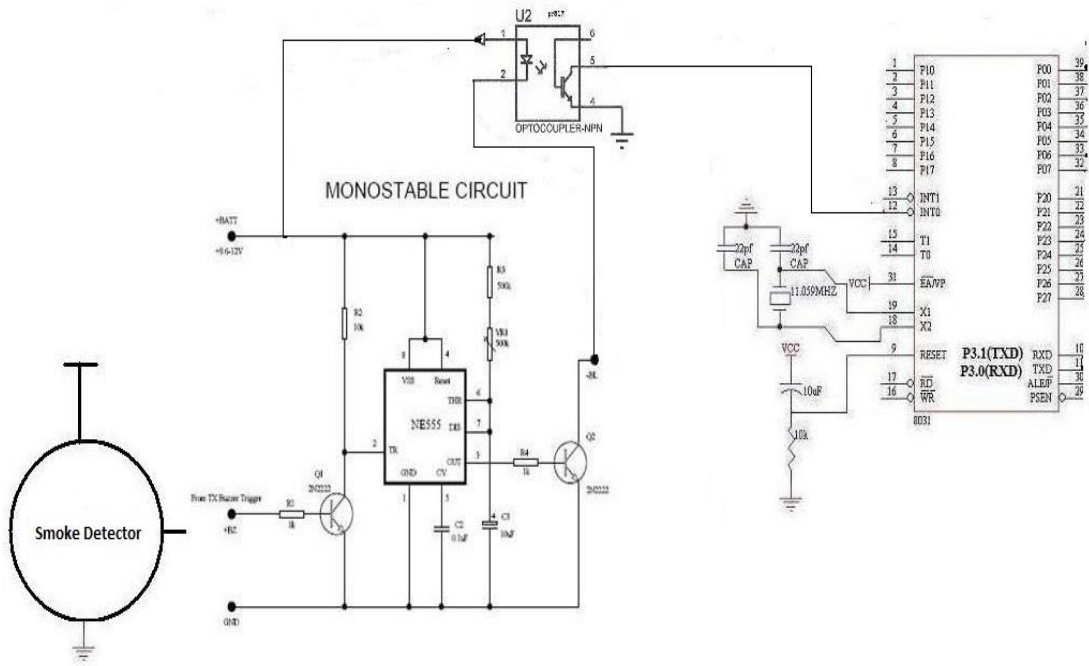 U2
1
2
6
5
4
OPTOCOUPLER-NPN
MONOSTABLE CIRCUIT
+BATT
+9.6-12V
R2
10k
R3
500k
VR1
500k
8
4
VSS
Reset
THR
6
NE555
DIS
7
2
TR
OUT
3
GND
CV
1
5
R4
1k
Q2
2N2222
-BL
Q1
2N2222
From TX Buzzer Trigger
+BZ
R1
1k
C2
0.1uF
10uF
GND
Smoke Detector
1
P10
2
P11
3
P12
4
P13
5
P14
6
P15
7
P16
8
P17
13
INT1
12
INT0
15
T1
14
T0
31
EA/VP
19
X1
18
X2
9
RESET
17
RD
16
WR
P00
39
P01
38
P02
37
P03
36
P04
35
P05
34
P06
33
P07
32
P20
21
P21
22
P22
23
P23
24
P24
25
P25
26
P26
27
P27
28
P3.1(TXD)
P3.0(RXD)
RXD
10
TXD
11
ALE/P
30
PSEN
29
8031
22pf
CAP
22pf
CAP
VCC
11.059MHZ
VCC
10uF
10k